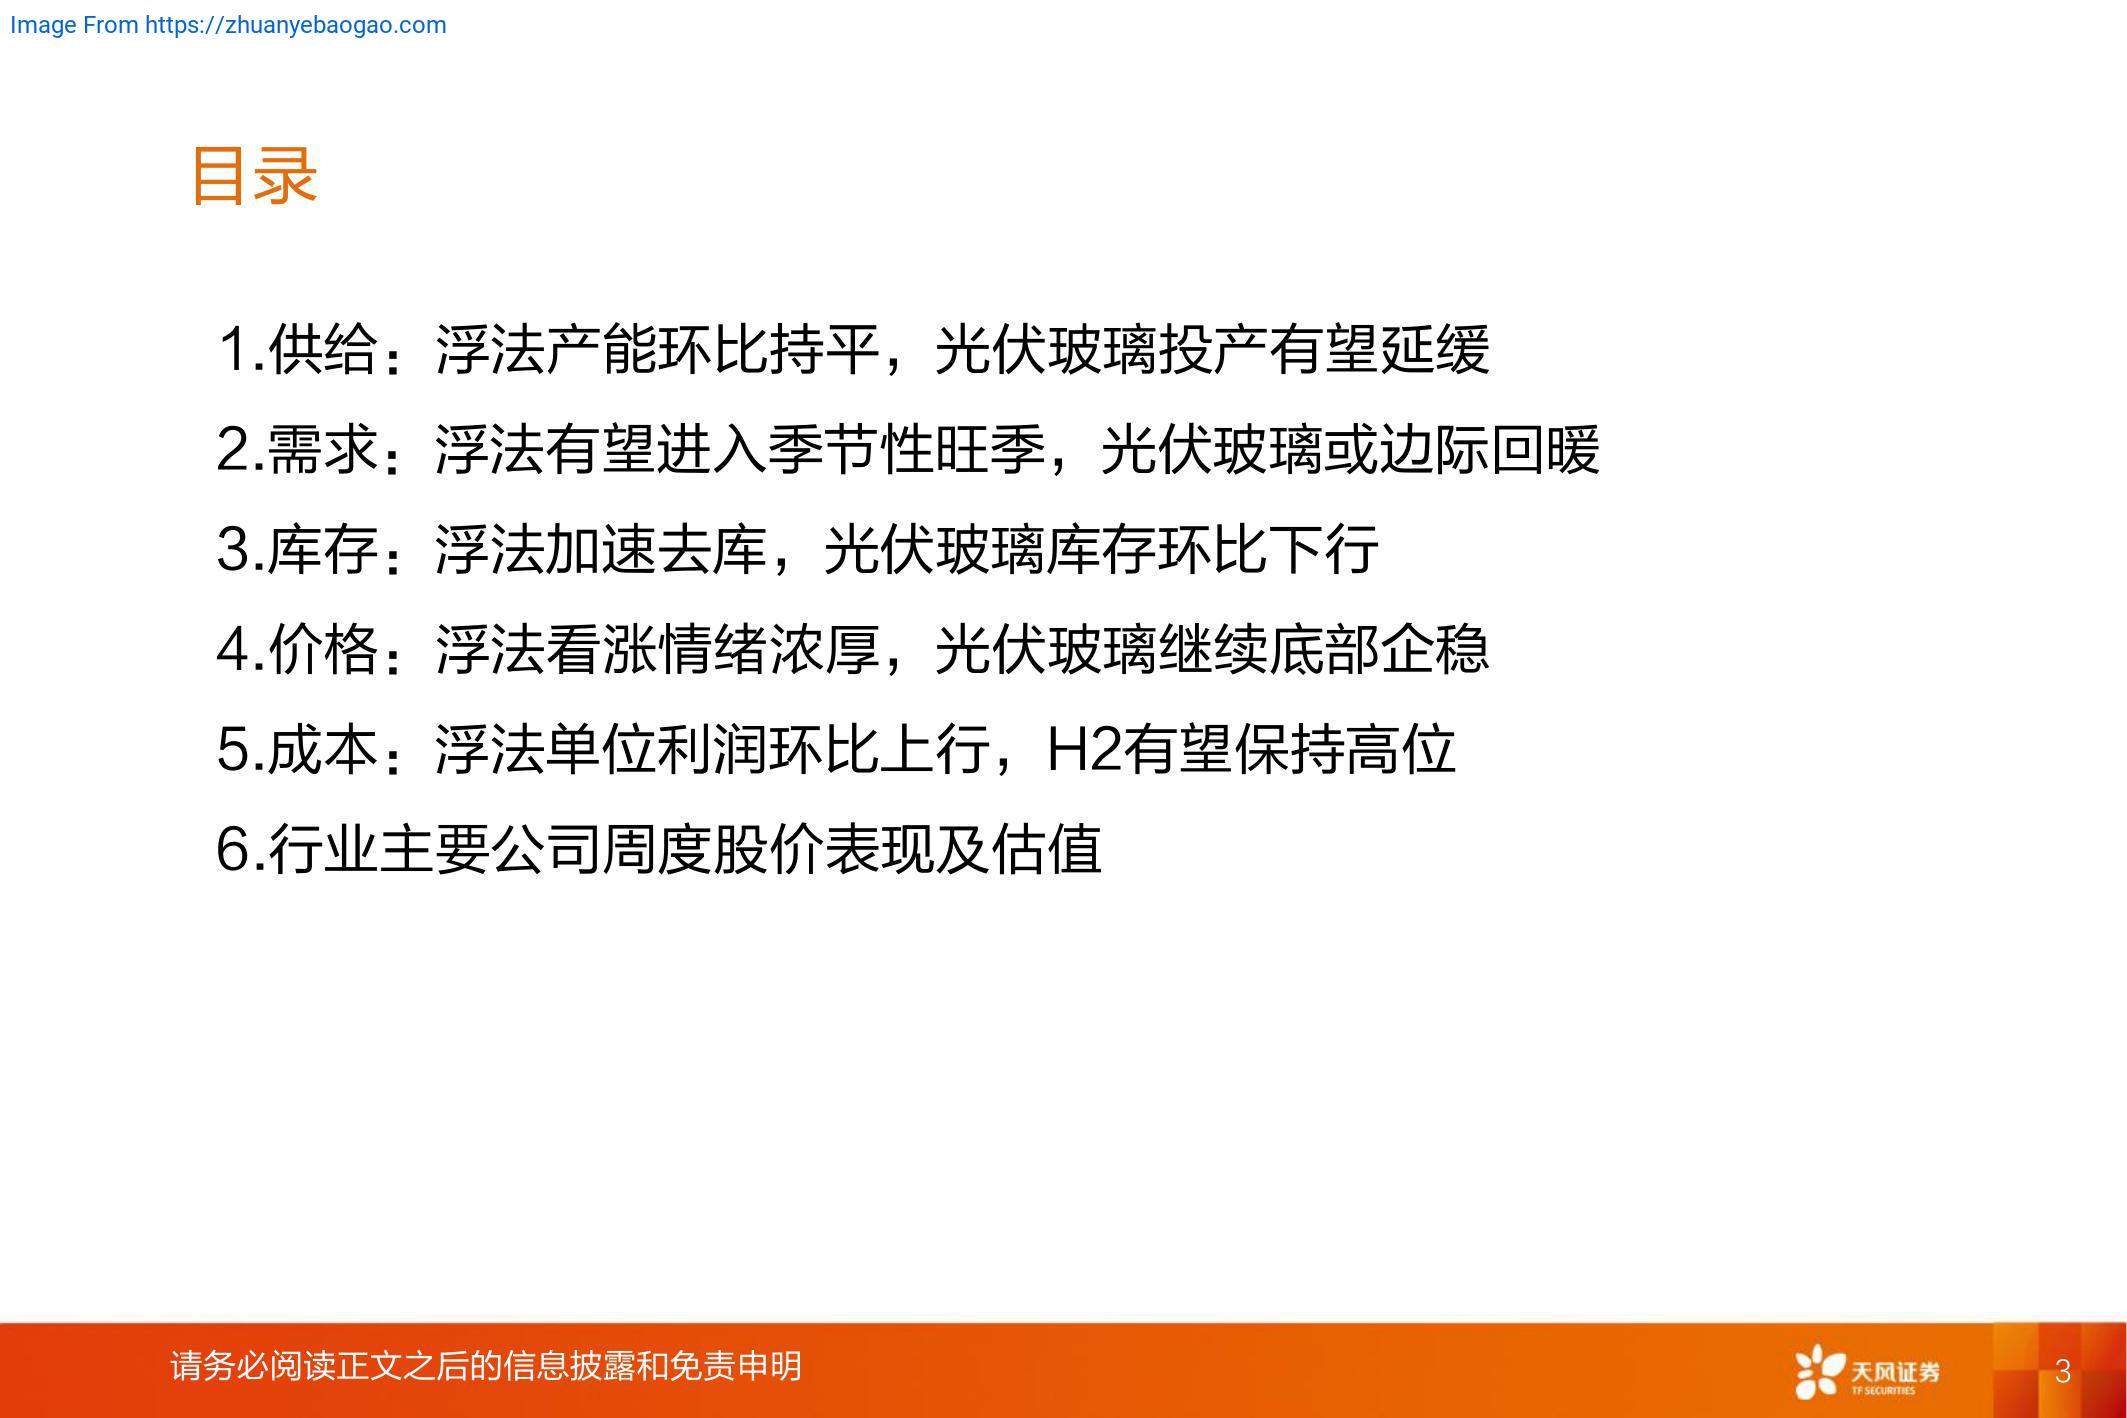 Image From https://zhuanyebaogao.com
目录
1.供给：浮法产能环比持平，光伏玻璃投产有望延缓
2.需求：浮法有望进入季节性旺季，光伏玻璃或边际回暖
3.库存：浮法加速去库，光伏玻璃库存环比下行
4.价格：浮法看涨情绪浓厚，光伏玻璃继续底部企稳
5.成本：浮法单位利润环比上行，H2有望保持高位
6.行业主要公司周度股价表现及估值
请务必阅读正文之后的信息披露和免责申明
天风证券
TF SECURITIES
3